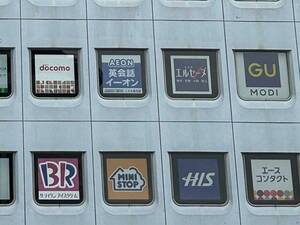 docomo
AEON
英会話
イーオン
エルセーヌ
GU
MODI
BR
サーティワンアイスクリーム
MINI
STOP
HIS
エース
コンタクト